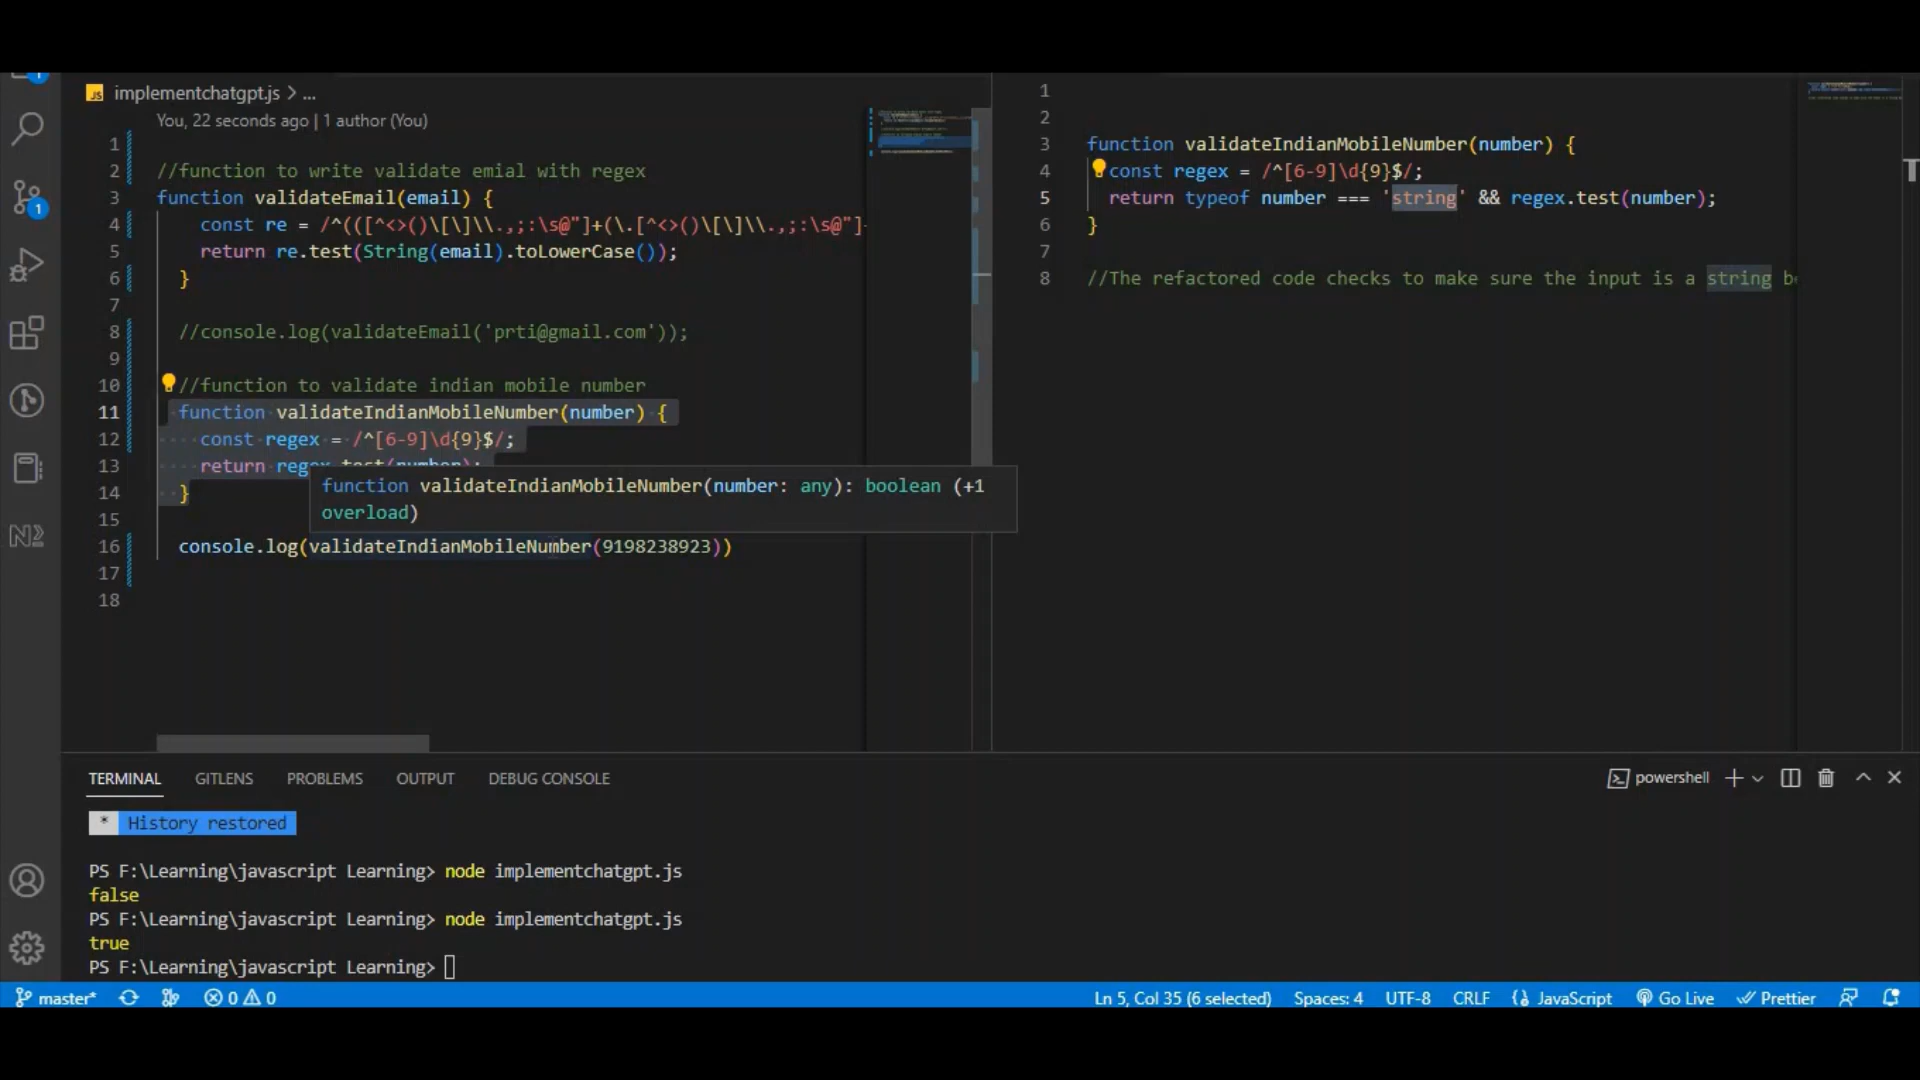 implementchatgpt.js > ...
You, 22 seconds ago | 1 author (You)
1
2 //function to write validate emial with regex
3 function validateEmail(email) {
4 const re = /^(([^<>()\[\]\\.,;:\s@"]+(\.[^<>()\[\]\\.,;:\s@"]
5 return re.test(String(email).toLowerCase());
6 }
7
8 //console.log(validateEmail('prti@gmail.com'));
9
10 //function to validate indian mobile number
11 function validateIndianMobileNumber(number) {
12 const regex = /^[6-9]\d{9}$/;
13 return regex.test(number);
14 }
function validateIndianMobileNumber(number: any): boolean (+1
overload)
15
16 console.log(validateIndianMobileNumber(9198238923))
17
18
1
2
3 function validateIndianMobileNumber(number) {
4 const regex = /^[6-9]\d{9}$/;
5 return typeof number === 'string' && regex.test(number);
6 }
7
8 //The refactored code checks to make sure the input is a string
TERMINAL GITLENS PROBLEMS OUTPUT DEBUG CONSOLE powershell
* History restored
PS F:\Learning\javascript Learning> node implementchatgpt.js
false
PS F:\Learning\javascript Learning> node implementchatgpt.js
true
PS F:\Learning\javascript Learning>
master* 0 0 Ln 5, Col 35 (6 selected) Spaces: 4 UTF-8 CRLF JavaScript Go Live Prettier